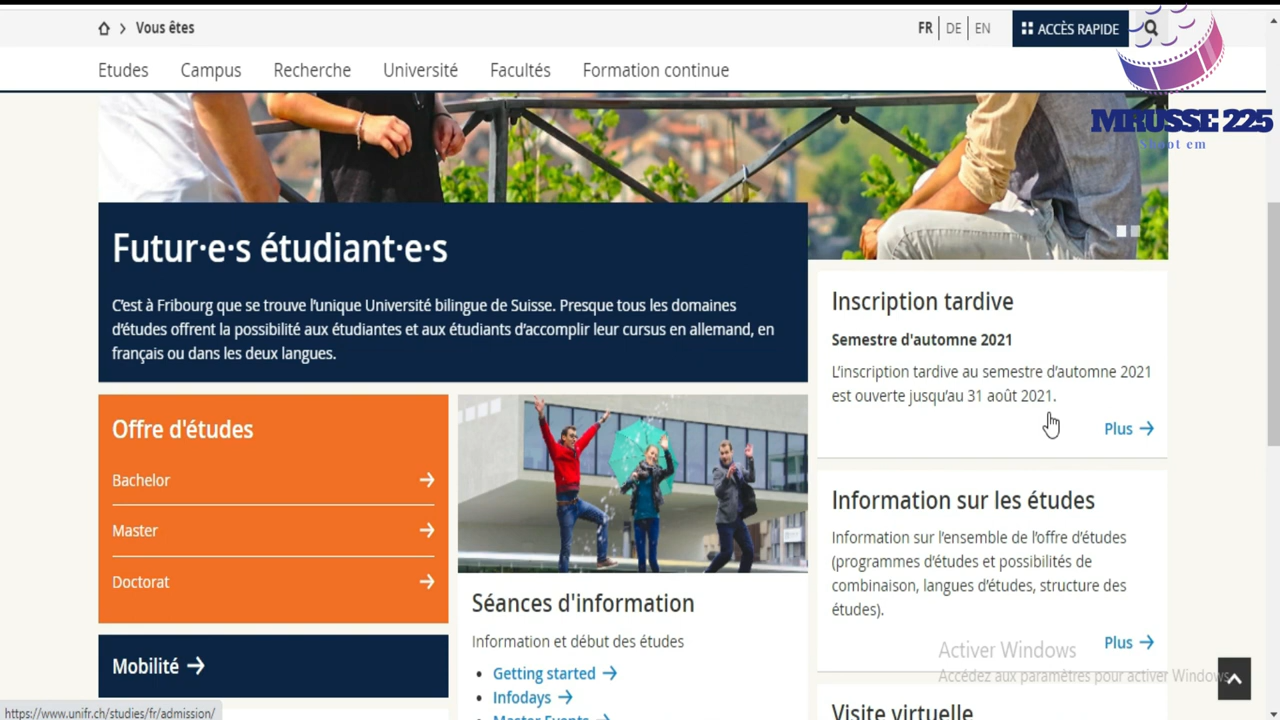 Vous êtes
FR DE EN
ACCÈS RAPIDE
Etudes Campus Recherche Université Facultés Formation continue
MRUSSE 225
Shoot em
Futur·e·s étudiant·e·s
C'est à Fribourg que se trouve l'unique Université bilingue de Suisse. Presque tous les domaines
d'études offrent la possibilité aux étudiantes et aux étudiants d'accomplir leur cursus en allemand, en
français ou dans les deux langues.
Offre d'études
Bachelor
Master
Doctorat
Mobilité
Séances d'information
Information et début des études
Getting started
Infodays
Master Events
Inscription tardive
Semestre d'automne 2021
L'inscription tardive au semestre d'automne 2021
est ouverte jusqu'au 31 août 2021.
Plus
Information sur les études
Information sur l'ensemble de l'offre d'études
(programmes d'études et possibilités de
combinaison, langues d'études, structure des
études).
Plus
Activer Windows
Accédez aux paramètres pour activer Windows.
Visite virtuelle
https://www.unifr.ch/studies/fr/admission/